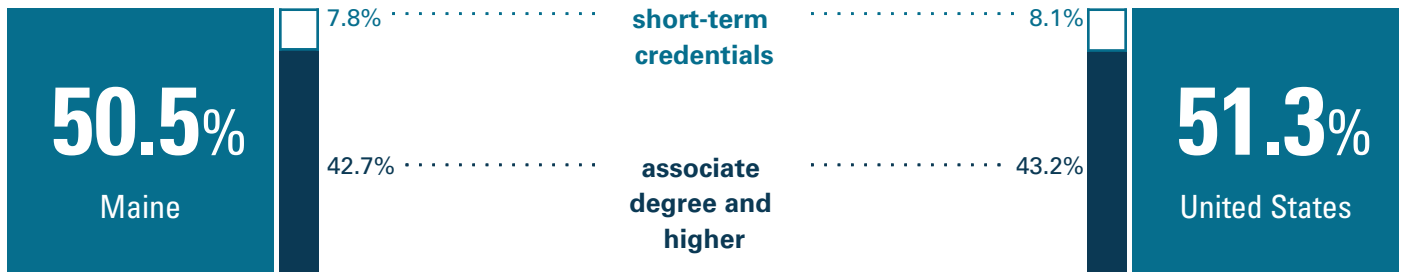 7.8% short-term 8.1%
credentials
50.5% 51.3%
42.7% associate 43.2%
degree and
Maine United States
higher